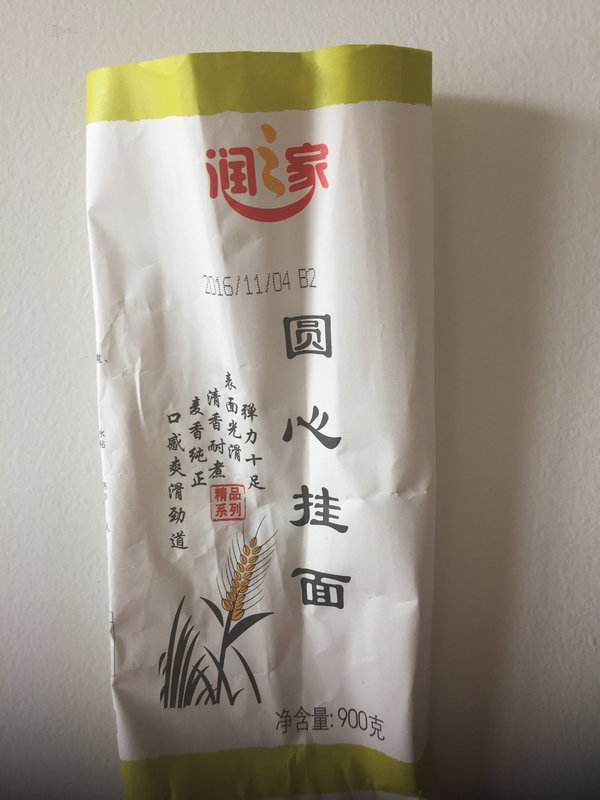 润之家
2016/11/04 B2
圆心挂面
弹力十足
表面光滑
清香耐煮
麦香纯正
口感爽滑劲道
精品
系列
净含量:900克